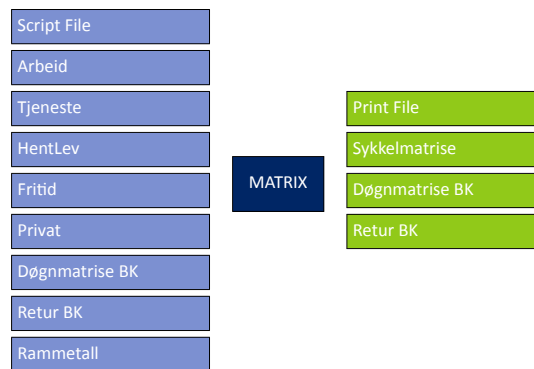 Script File
Arbeid
Tjeneste
HentLev
Fritid
Privat
Døgnmatrise BK
Retur BK
Rammetall
MATRIX
Print File
Sykkelmatrise
Døgnmatrise BK
Retur BK